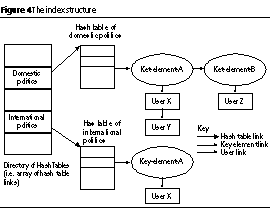 Figure 4 The index structure
Hash table of
domestic politics
Domestic
politics
Key-element A
Key-element B
User X
User Z
User Y
International
politics
Hash table of
international
politics
Key
Hash table link
Key element link
User link
Key-element A
Directory of Hash Tables
(i.e. array of hash table
links)
User X